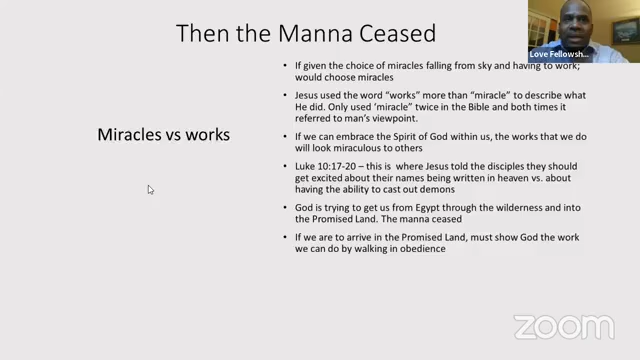 Then the Manna Ceased
Love Fellowsh...
Miracles vs works
• If given the choice of miracles falling from sky and having to work;
would choose miracles
• Jesus used the word “works” more than “miracle” to describe what
He did. Only used ‘miracle” twice in the Bible and both times it
referred to man’s viewpoint.
• If we can embrace the Spirit of God within us, the works that we do
will look miraculous to others.
• Luke 10:17-20 – this is where Jesus told the disciples they should
get excited about their names being written in heaven vs. about
having the ability to cast out demons
• God is trying to get us from Egypt through the wilderness and into
the Promised Land. The manna ceased
• If we are to arrive in the Promised Land, must show God the work
we can do by walking in obedience
zoom